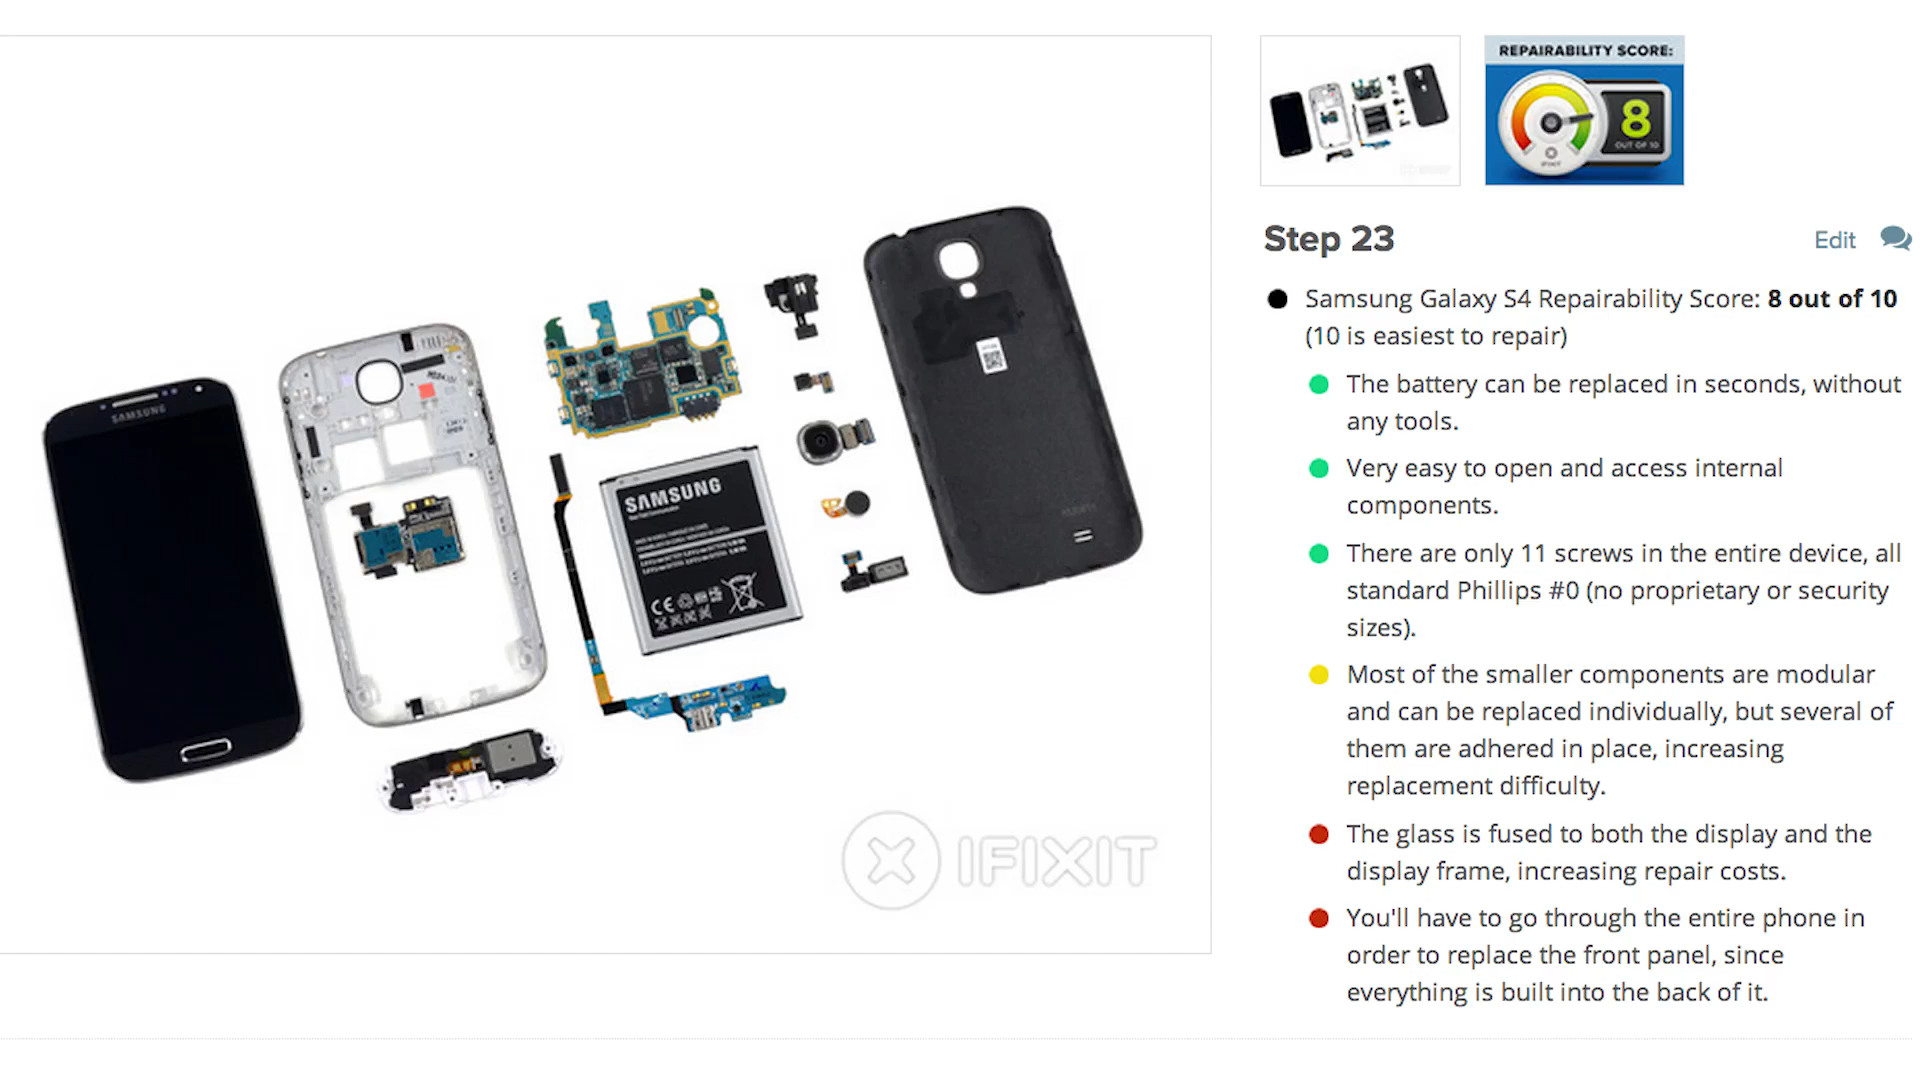 REPAIRABILITY SCORE:
8
OUT OF 10
IFIXIT
Step 23
Edit
Samsung Galaxy S4 Repairability Score: 8 out of 10
(10 is easiest to repair)
The battery can be replaced in seconds, without
any tools.
Very easy to open and access internal
components.
There are only 11 screws in the entire device, all
standard Phillips #0 (no proprietary or security
sizes).
Most of the smaller components are modular
and can be replaced individually, but several of
them are adhered in place, increasing
replacement difficulty.
The glass is fused to both the display and the
display frame, increasing repair costs.
You'll have to go through the entire phone in
order to replace the front panel, since
everything is built into the back of it.
SAMSUNG
SAMSUNG
CE
IFIXIT